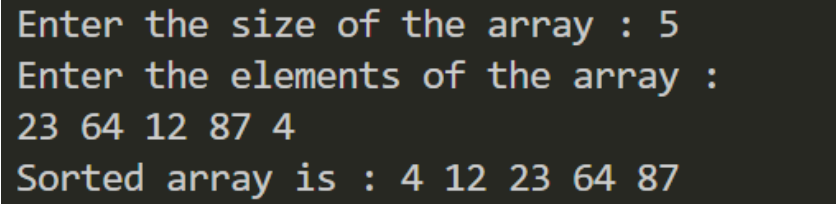 Enter the size of the array : 5
Enter the elements of the array :
23 64 12 87 4
Sorted array is : 4 12 23 64 87